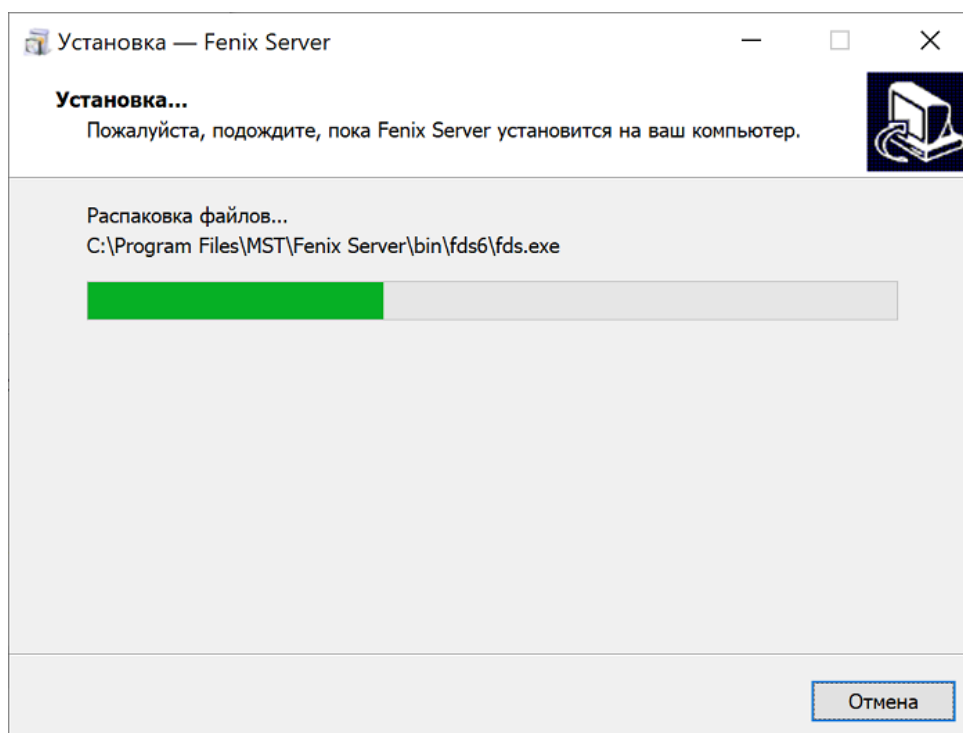 Установка — Fenix Server
Установка...
Пожалуйста, подождите, пока Fenix Server установится на ваш компьютер.
Распаковка файлов...
C:\Program Files\MST\Fenix Server\bin\fds6\fds.exe
Отмена